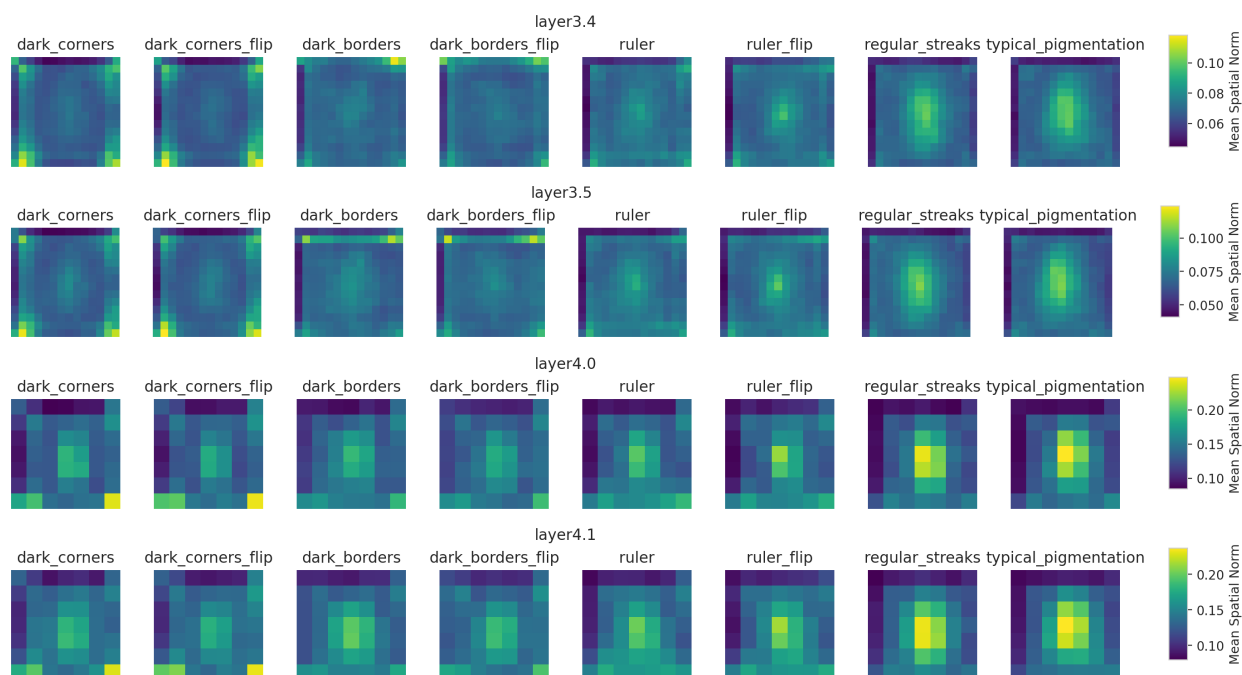 layer3.4
dark_corners dark_corners_flip dark_borders dark_borders_flip ruler ruler_flip regular_streaks typical_pigmentation
0.10
0.08
0.06
Mean Spatial Norm
layer3.5
dark_corners dark_corners_flip dark_borders dark_borders_flip ruler ruler_flip regular_streaks typical_pigmentation
0.100
0.075
0.050
Mean Spatial Norm
layer4.0
dark_corners dark_corners_flip dark_borders dark_borders_flip ruler ruler_flip regular_streaks typical_pigmentation
0.20
0.15
0.10
Mean Spatial Norm
layer4.1
dark_corners dark_corners_flip dark_borders dark_borders_flip ruler ruler_flip regular_streaks typical_pigmentation
0.20
0.15
0.10
Mean Spatial Norm